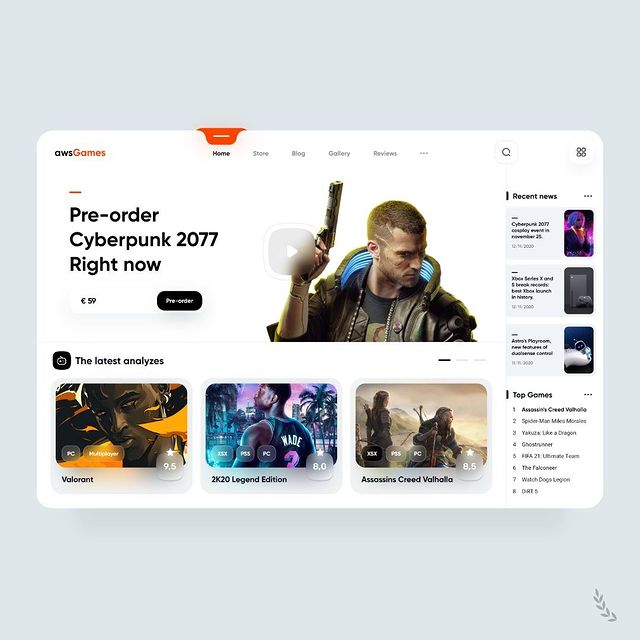 awsGames
Home
Store
Blog
Gallery
Reviews
Pre-order
Cyberpunk 2077
Right now
€ 59
Pre-order
The latest analyzes
PC
Multiplayer
9,5
Valorant
XSX
PS5
PC
WADE
3
8,0
2K20 Legend Edition
XSX
PS5
PC
8,5
Assassins Creed Valhalla
Recent news
Cyberpunk 2077
cosplay event in
november 25.
12/11/2020
Xbox Series X and
S break records:
best Xbox launch
in history.
12/11/2020
Astro's Playroom,
new features of
dualsense control
11/11/2020
Top Games
1 Assassin's Creed Valhalla
2 Spider-Man Miles Morales
3 Yakuza: Like a Dragon
4 Ghostrunner
5 FIFA 21: Ultimate Team
6 The Falconeer
7 Watch Dogs Legion
8 DiRT 5